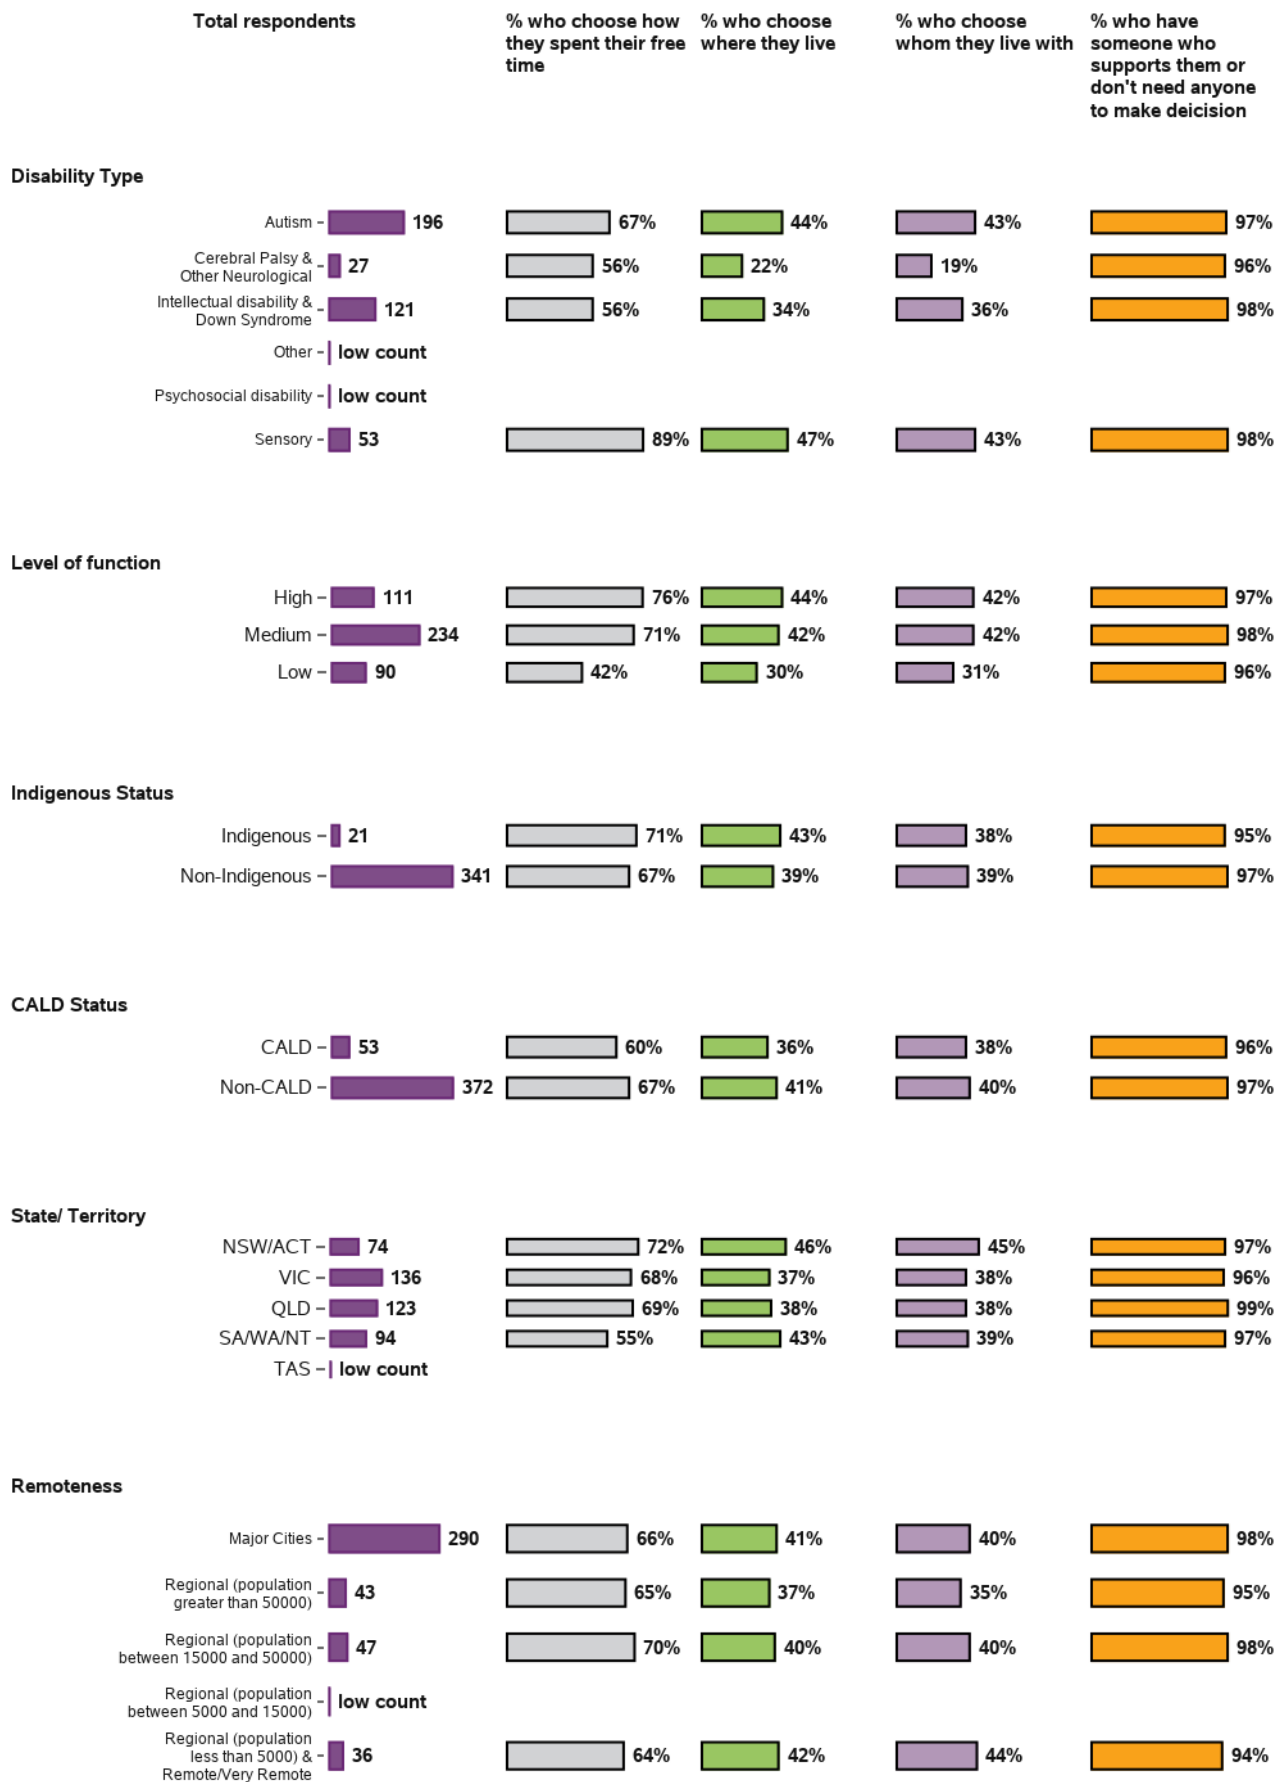 Total respondents
% who choose how
they spent their free
time
% who choose
where they live
% who choose
whom they live with
% who have
someone who
supports them or
don't need anyone
to make deicision
Disability Type
Autism 196 67% 44% 43% 97%
Cerebral Palsy &
Other Neurological 27 56% 22% 19% 96%
Intellectual disability &
Down Syndrome 121 56% 34% 36% 98%
Other low count
Psychosocial disability low count
Sensory 53 89% 47% 43% 98%
Level of function
High 111 76% 44% 42% 97%
Medium 234 71% 42% 42% 98%
Low 90 42% 30% 31% 96%
Indigenous Status
Indigenous 21 71% 43% 38% 95%
Non-Indigenous 341 67% 39% 39% 97%
CALD Status
CALD 53 60% 36% 38% 96%
Non-CALD 372 67% 41% 40% 97%
State/ Territory
NSW/ACT 74 72% 46% 45% 97%
VIC 136 68% 37% 38% 96%
QLD 123 69% 38% 38% 99%
SA/WA/NT 94 55% 43% 39% 97%
TAS low count
Remoteness
Major Cities 290 66% 41% 40% 98%
Regional (population
greater than 50000) 43 65% 37% 35% 95%
Regional (population
between 15000 and 50000) 47 70% 40% 40% 98%
Regional (population
between 5000 and 15000) low count
Regional (population
less than 5000) & 36 64% 42% 44% 94%
Remote/Very Remote